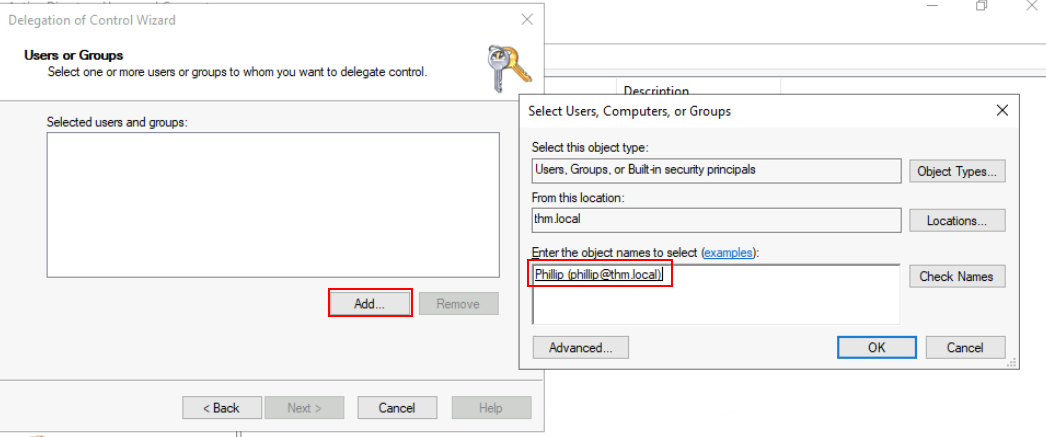 Delegation of Control Wizard
Users or Groups
Select one or more users or groups to whom you want to delegate control.
Selected users and groups:
Add...
Remove
< Back
Next >
Cancel
Help
Description
Select Users, Computers, or Groups
Select this object type:
Users, Groups, or Built-in security principals
Object Types...
From this location:
thm.local
Locations...
Enter the object names to select (examples):
Phillip (phillip@thm.local)
Check Names
Advanced...
OK
Cancel